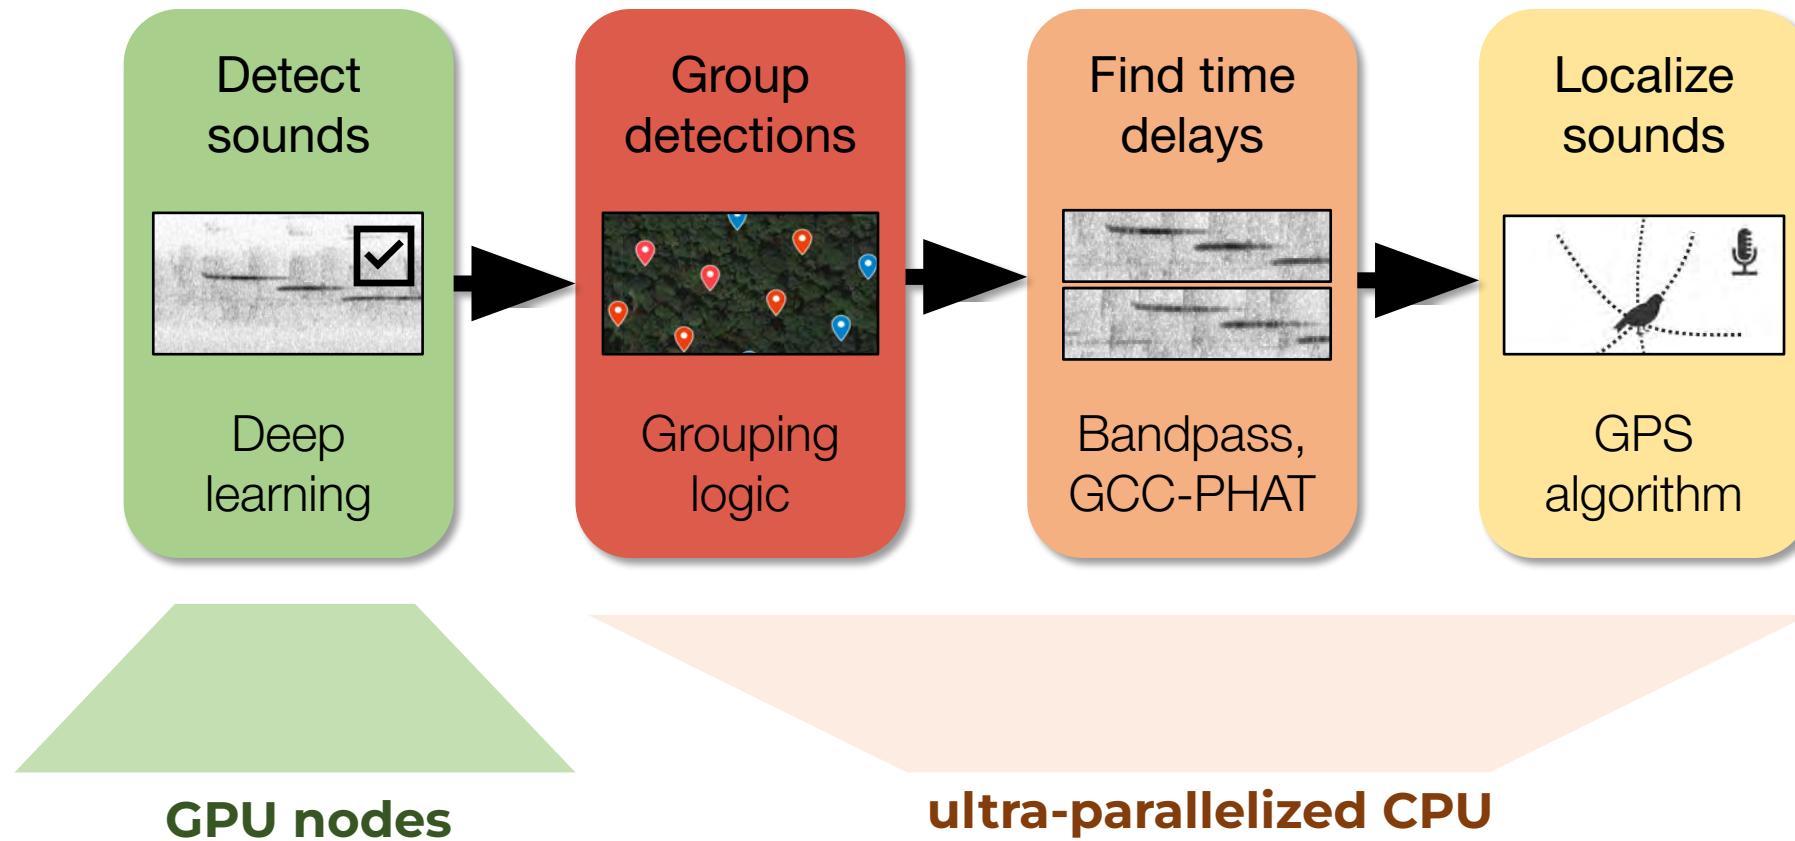 Detect
sounds
Deep
learning
Group
detections
Grouping
logic
Find time
delays
Bandpass,
GCC-PHAT
Localize
sounds
GPS
algorithm
GPU nodes
ultra-parallelized CPU